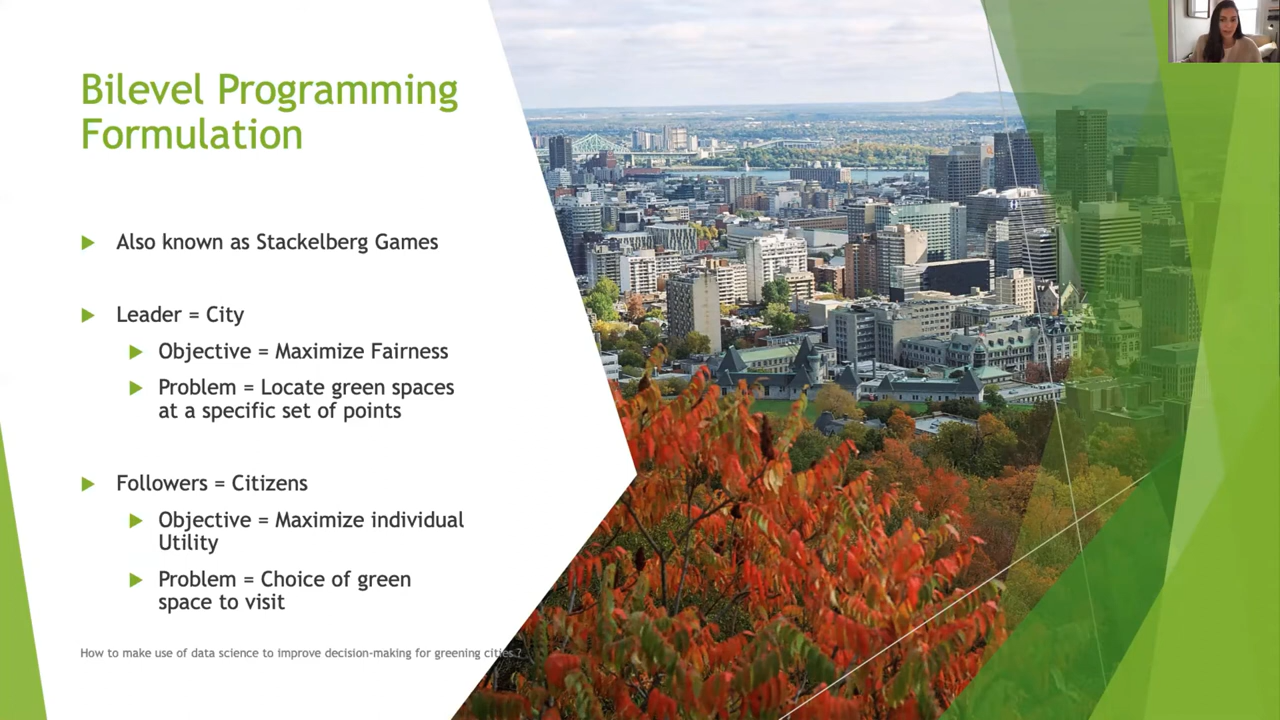 Bilevel Programming
Formulation
Also known as Stackelberg Games
Leader = City
Objective = Maximize Fairness
Problem = Locate green spaces
at a specific set of points
Followers = Citizens
Objective = Maximize individual
Utility
Problem = Choice of green
space to visit
How to make use of data science to improve decision-making for greening cities ?